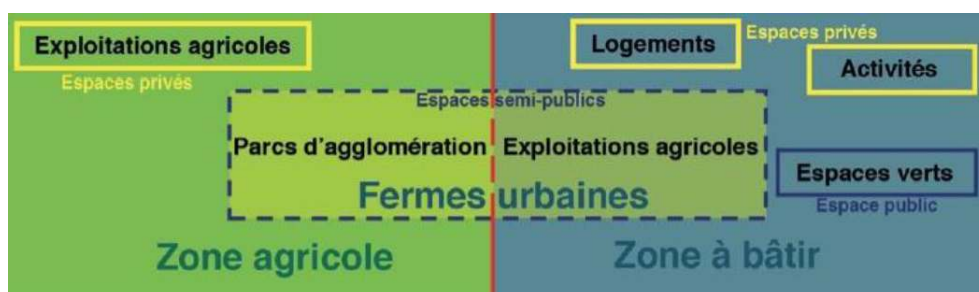 Exploitations agricoles
Espaces privés
Logements
Espaces privés
Activités
Espaces semi-publics
Parcs d'agglomération
Exploitations agricoles
Fermes urbaines
Espaces verts
Espace public
Zone agricole
Zone à bâtir